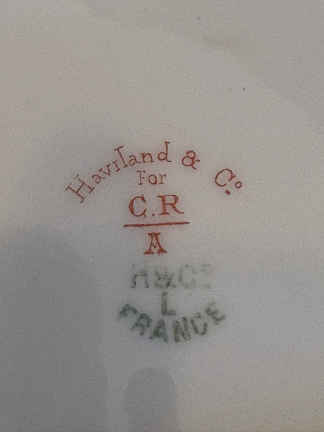 Haviland & Co.
For
C.R
A
H&Co
L
FRANCE